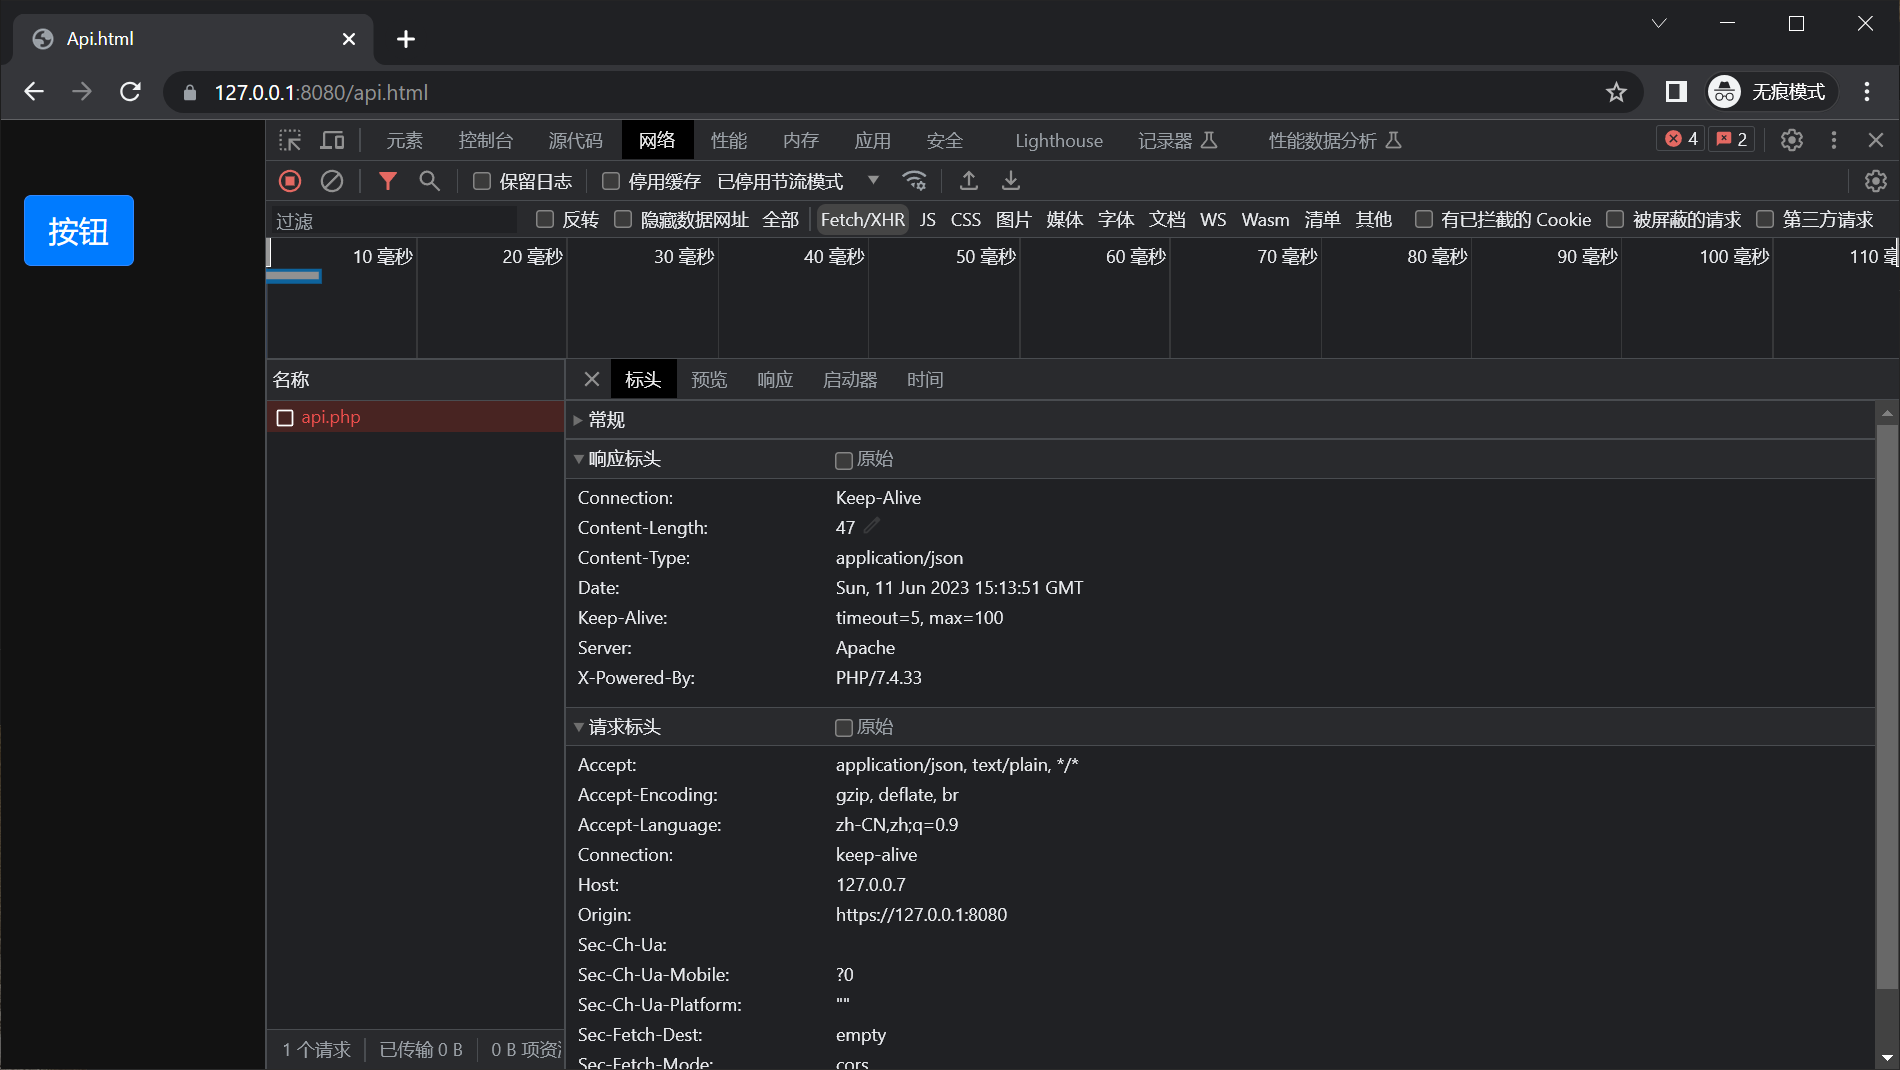 Api.html
127.0.0.1:8080/api.html
无痕模式
按钮
元素 控制台 源代码 网络 性能 内存 应用 安全 Lighthouse 记录器 性能数据分析 4 2
保留日志 停用缓存 已停用节流模式
过滤 反转 隐藏数据网址 全部 Fetch/XHR JS CSS 图片 媒体 字体 文档 WS Wasm 清单 其他 有已拦截的 Cookie 被屏蔽的请求 第三方请求
10 毫秒 20 毫秒 30 毫秒 40 毫秒 50 毫秒 60 毫秒 70 毫秒 80 毫秒 90 毫秒 100 毫秒 110 毫
名称
api.php
标头 预览 响应 启动器 时间
常规
响应标头 原始
Connection: Keep-Alive
Content-Length: 47
Content-Type: application/json
Date: Sun, 11 Jun 2023 15:13:51 GMT
Keep-Alive: timeout=5, max=100
Server: Apache
X-Powered-By: PHP/7.4.33
请求标头 原始
Accept: application/json, text/plain, */*
Accept-Encoding: gzip, deflate, br
Accept-Language: zh-CN,zh;q=0.9
Connection: keep-alive
Host: 127.0.0.7
Origin: https://127.0.0.1:8080
Sec-Ch-Ua:
Sec-Ch-Ua-Mobile: ?0
Sec-Ch-Ua-Platform: ""
Sec-Fetch-Dest: empty
Sec-Fetch-Mode: cors
1 个请求 已传输 0 B 0 B 项资